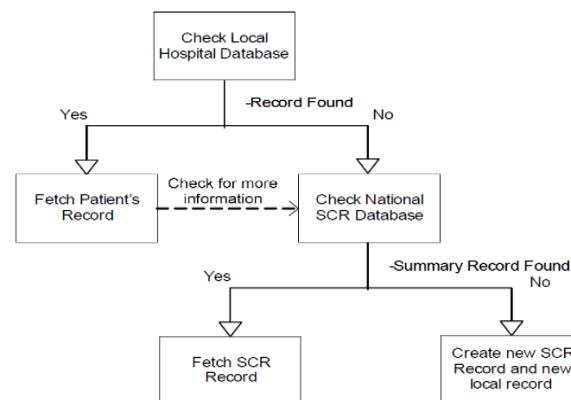 Check Local
Hospital Database
-Record Found
Yes
No
Fetch Patient's
Record
Check for more
information
Check National
SCR Database
-Summary Record Found
Yes
No
Fetch SCR
Record
Create new SCR
Record and new
local record